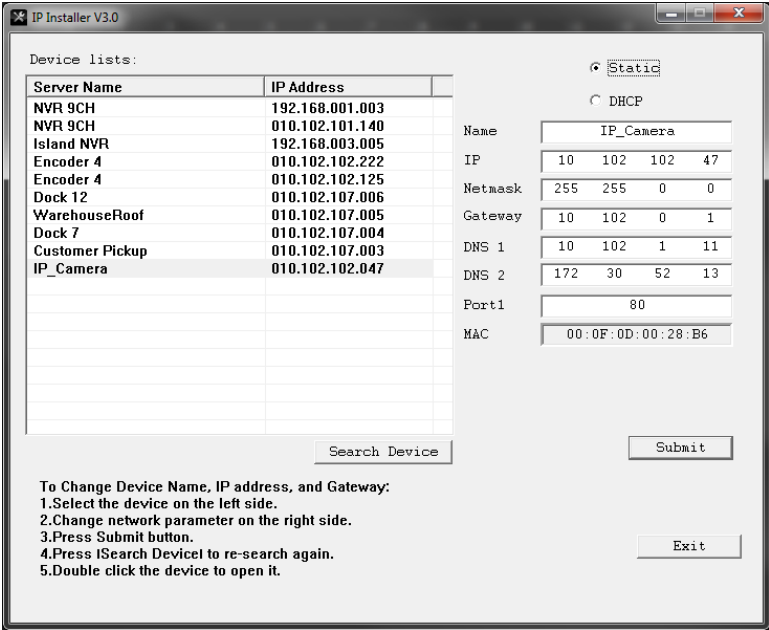 IP Installer V3.0
Device lists:
Server Name IP Address
NVR 9CH 192.168.001.003
NVR 9CH 010.102.101.140
Island NVR 192.168.003.005
Encoder 4 010.102.102.222
Encoder 4 010.102.102.125
Dock 12 010.102.107.006
WarehouseRoof 010.102.107.005
Dock 7 010.102.107.004
Customer Pickup 010.102.107.003
IP_Camera 010.102.102.047
Search Device
To Change Device Name, IP address, and Gateway:
1.Select the device on the left side.
2.Change network parameter on the right side.
3.Press Submit button.
4.Press |Search Device| to re-search again.
5.Double click the device to open it.
Static
DHCP
Name IP_Camera
IP 10 102 102 47
Netmask 255 255 0 0
Gateway 10 102 0 1
DNS 1 10 102 1 11
DNS 2 172 30 52 13
Port1 80
MAC 00:0F:0D:00:28:B6
Submit
Exit